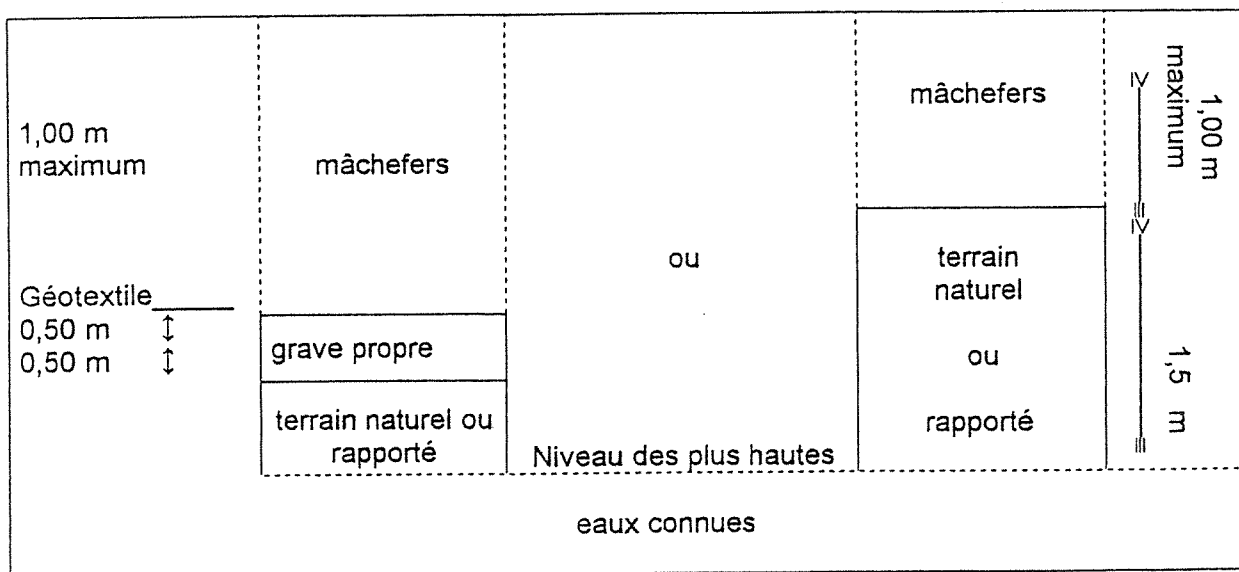 1,00 m
maximum
Géotextile
0,50 m
0,50 m
mâchefers
grave propre
terrain naturel ou
rapporté
ou
Niveau des plus hautes
eaux connues
mâchefers
terrain
naturel
ou
rapporté
1,00 m
maximum
1,5 m